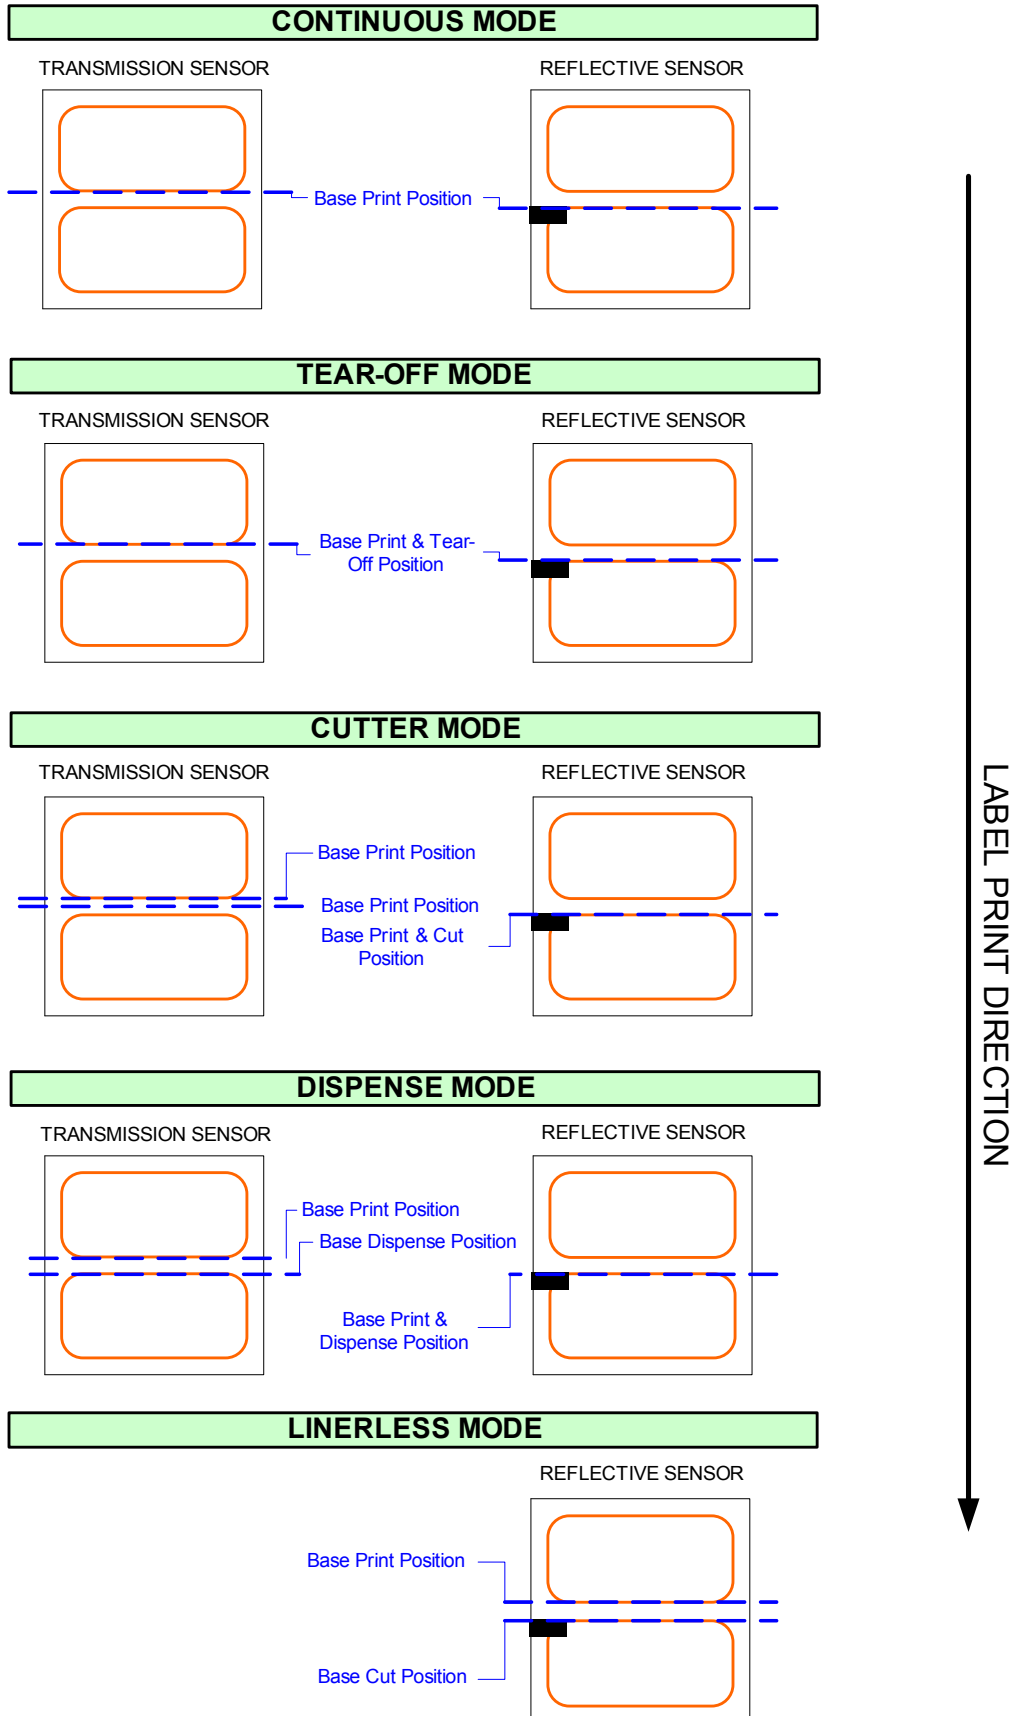 CONTINUOUS MODE
TRANSMISSION SENSOR
REFLECTIVE SENSOR
Base Print Position
TEAR-OFF MODE
TRANSMISSION SENSOR
REFLECTIVE SENSOR
Base Print & Tear-
Off Position
CUTTER MODE
TRANSMISSION SENSOR
REFLECTIVE SENSOR
Base Print Position
Base Print Position
Base Print & Cut
Position
DISPENSE MODE
TRANSMISSION SENSOR
REFLECTIVE SENSOR
Base Print Position
Base Dispense Position
Base Print &
Dispense Position
LINERLESS MODE
REFLECTIVE SENSOR
Base Print Position
Base Cut Position
LABEL PRINT DIRECTION